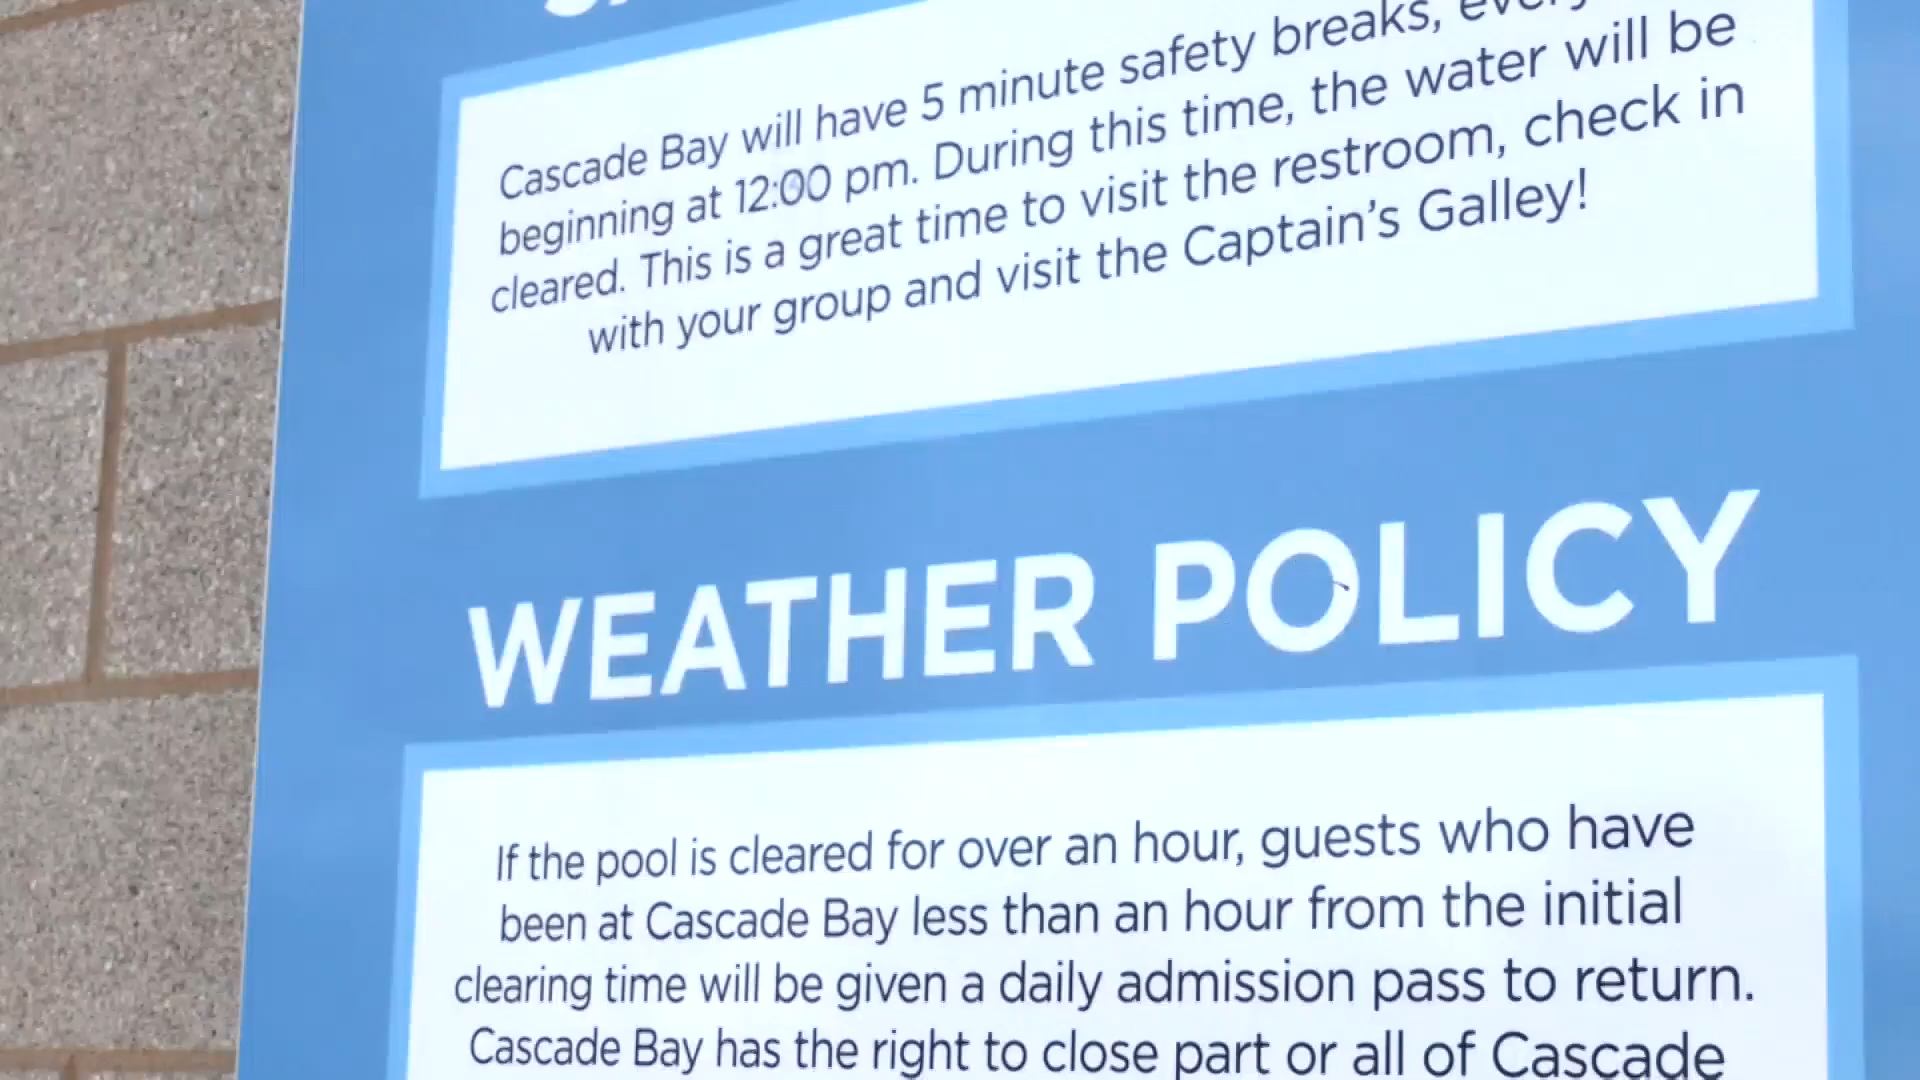 Cascade Bay will have 5 minute safety breaks, every
beginning at 12:00 pm. During this time, the water will be
cleared. This is a great time to visit the restroom, check in
with your group and visit the Captain's Galley!
WEATHER POLICY
If the pool is cleared for over an hour, guests who have
been at Cascade Bay less than an hour from the initial
clearing time will be given a daily admission pass to return.
Cascade Bay has the right to close part or all of Cascade